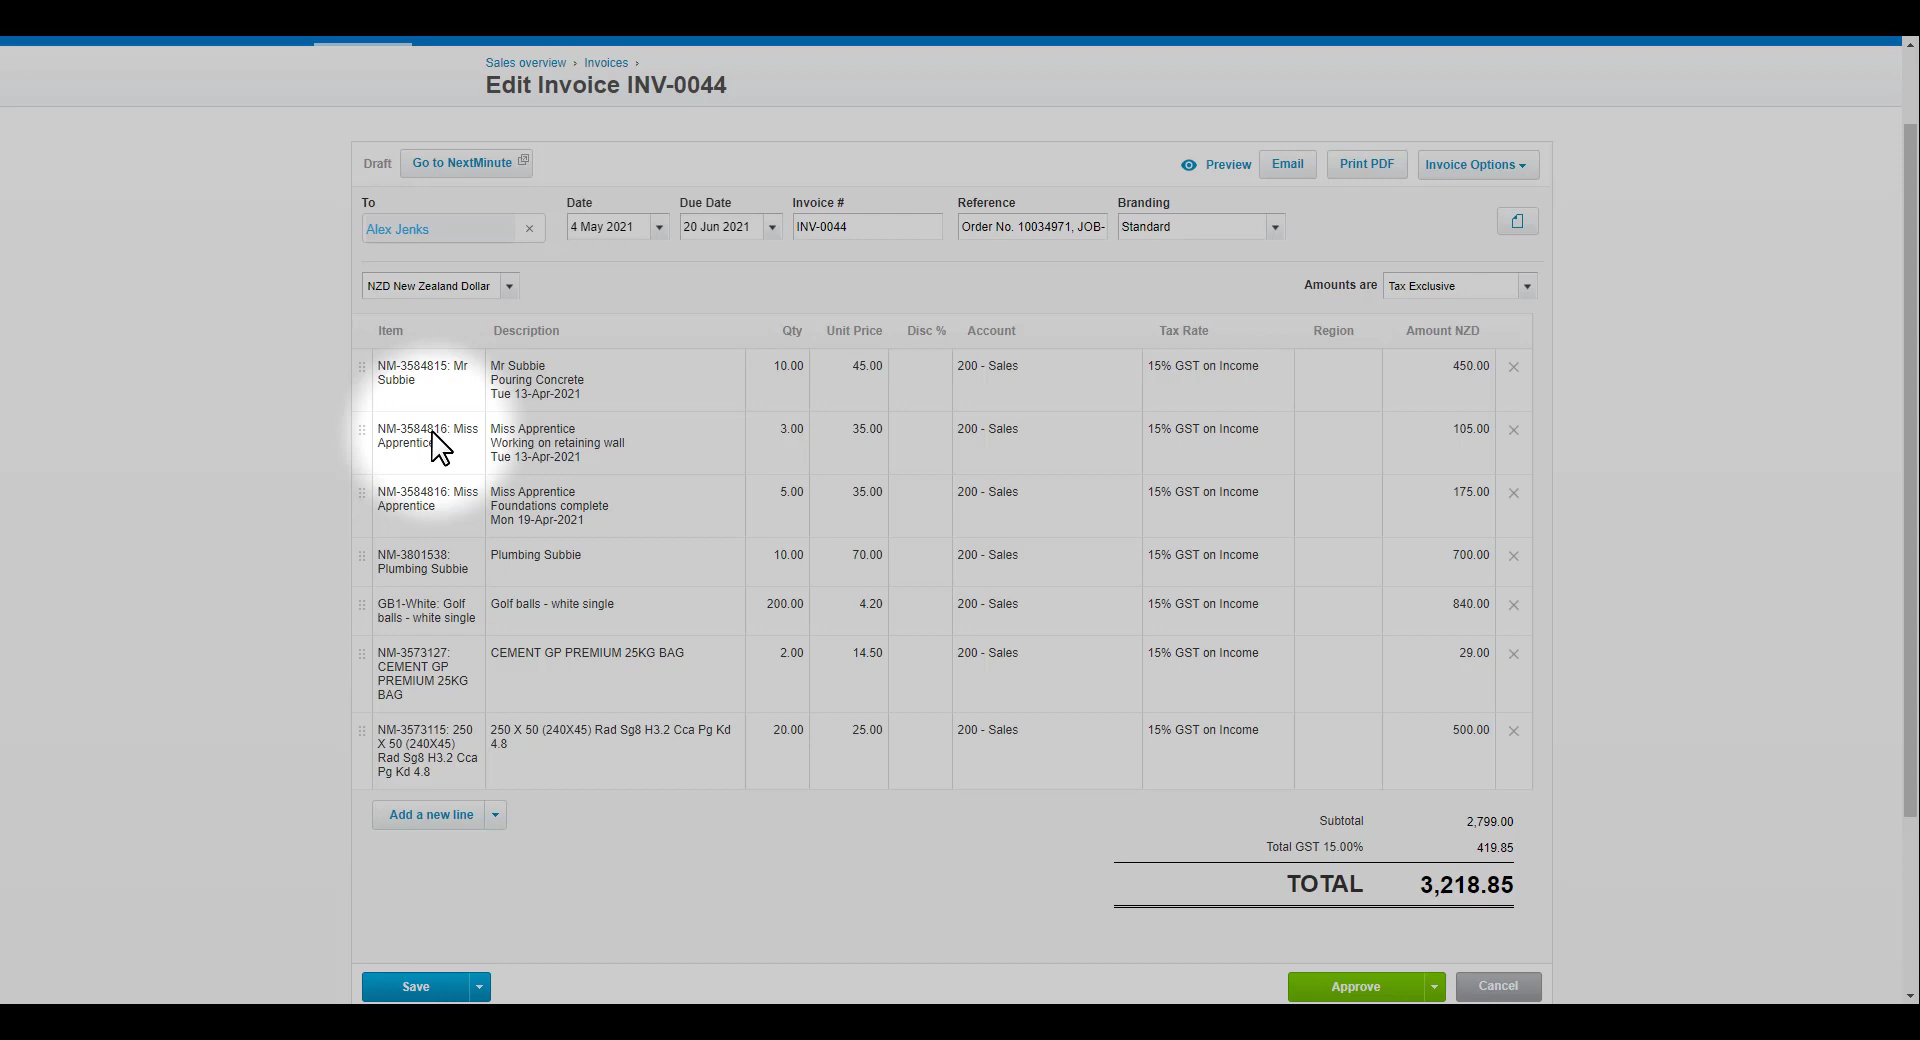 Sales overview › Invoices ›
Edit Invoice INV-0044
Draft Go to NextMinute Preview Email Print PDF Invoice Options
To Date Due Date Invoice # Reference Branding
Alex Jenks × 4 May 2021 20 Jun 2021 INV-0044 Order No. 10034971, JOB- Standard
NZD New Zealand Dollar Amounts are Tax Exclusive
Item Description Qty Unit Price Disc % Account Tax Rate Region Amount NZD
NM-3584815: Mr Mr Subbie 10.00 45.00 200 - Sales 15% GST on Income 450.00
Subbie Pouring Concrete
Tue 13-Apr-2021
NM-3584816: Miss Miss Apprentice 3.00 35.00 200 - Sales 15% GST on Income 105.00
Apprentice Working on retaining wall
Tue 13-Apr-2021
NM-3584816: Miss Miss Apprentice 5.00 35.00 200 - Sales 15% GST on Income 175.00
Apprentice Foundations complete
Mon 19-Apr-2021
NM-3801538: Plumbing Subbie 10.00 70.00 200 - Sales 15% GST on Income 700.00
Plumbing Subbie
GB1-White: Golf Golf balls - white single 200.00 4.20 200 - Sales 15% GST on Income 840.00
balls - white single
NM-3573127: CEMENT GP PREMIUM 25KG BAG 2.00 14.50 200 - Sales 15% GST on Income 29.00
CEMENT GP
PREMIUM 25KG
BAG
NM-3573115: 250 250 X 50 (240X45) Rad Sg8 H3.2 Cca Pg Kd 20.00 25.00 200 - Sales 15% GST on Income 500.00
X 50 (240X45) 4.8
Rad Sg8 H3.2 Cca
Pg Kd 4.8
Add a new line
Subtotal 2,799.00
Total GST 15.00% 419.85
TOTAL 3,218.85
Save Approve Cancel